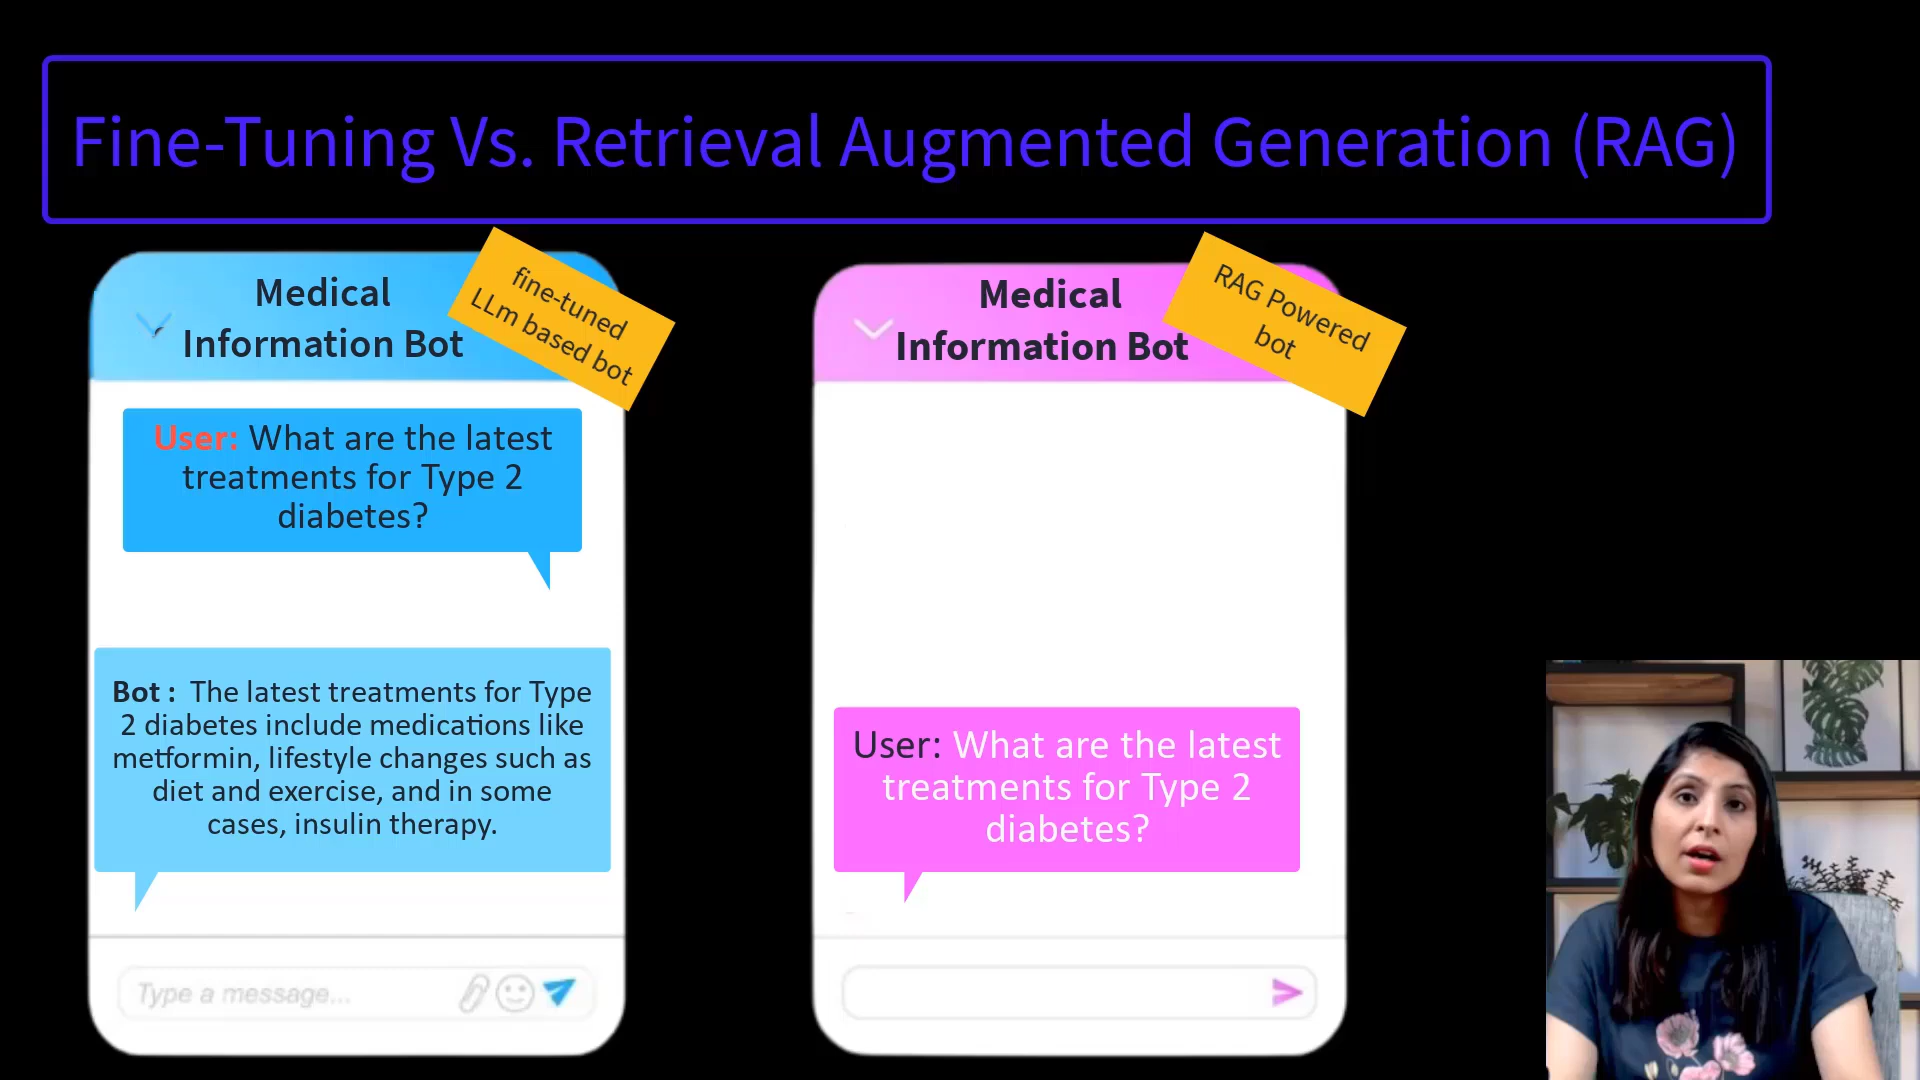 Fine-Tuning Vs. Retrieval Augmented Generation (RAG)
Medical
Information Bot
fine-tuned
LLm based bot
User: What are the latest
treatments for Type 2
diabetes?
Bot : The latest treatments for Type
2 diabetes include medications like
metformin, lifestyle changes such as
diet and exercise, and in some
cases, insulin therapy.
Type a message...
Medical
Information Bot
RAG Powered
bot
User: What are the latest
treatments for Type 2
diabetes?